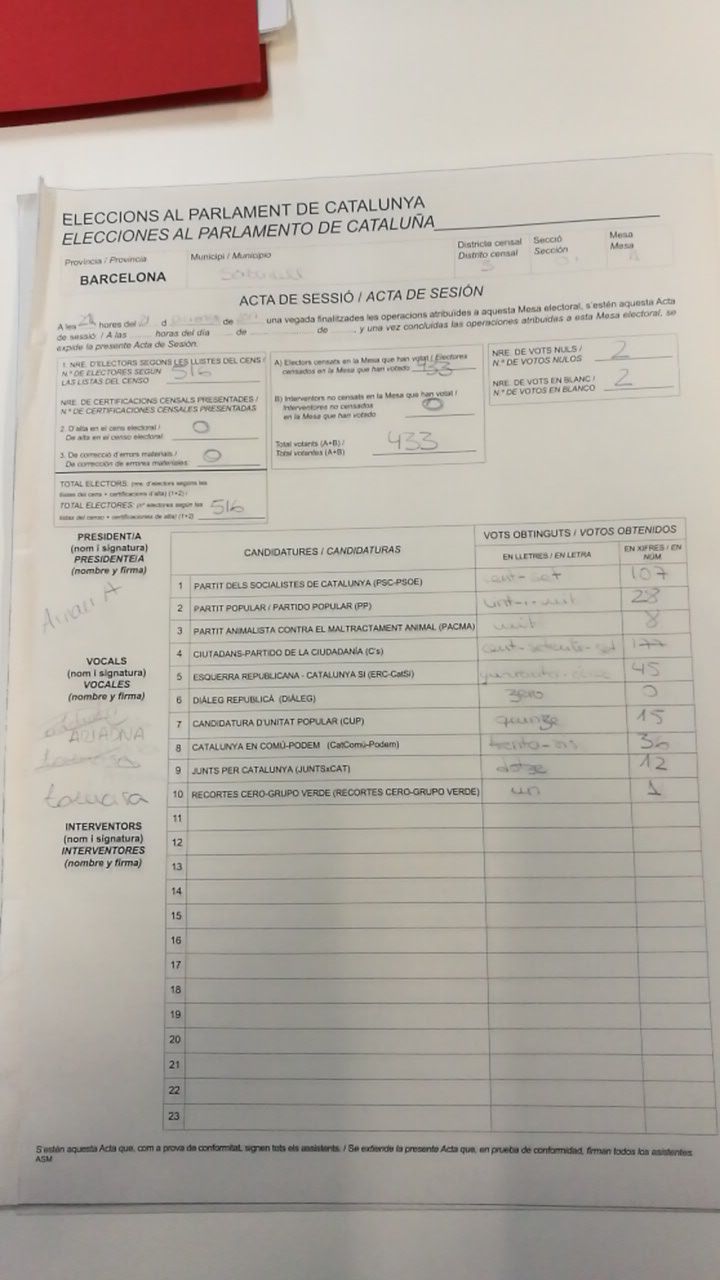 ELECCIONS AL PARLAMENT DE CATALUNYA
ELECCIONES AL PARLAMENTO DE CATALUÑA
Província / Provincia
BARCELONA
Municipi / Municipio
Sabadell
Districte censal
Distrito censal
Secció
Sección
Mesa
Mesa
ACTA DE SESSIÓ / ACTA DE SESIÓN
A les hores del 21 d de una vegada finalitzades les operacions atribuïdes a aquesta Mesa electoral, s'estén aquesta Acta
de sessió. / A las horas del día de de , y una vez concluidas las operaciones atribuidas a esta Mesa electoral, se
expide la presente Acta de Sesión.
1. NRE. D'ELECTORS SEGONS LES LLISTES DEL CENS /
N.º DE ELECTORES SEGÚN
LAS LISTAS DEL CENSO 516
NRE. DE CERTIFICACIONS CENSALS PRESENTADES /
N.º DE CERTIFICACIONES CENSALES PRESENTADAS
2. D'alta en el cens electoral /
De alta en el censo electoral 0
3. De correcció d'errors materials /
De corrección de errores materiales 0
TOTAL ELECTORS: (nre. d'electors segons les
llistes del cens + certificacions d'alta) (1+2) /
TOTAL ELECTORES: (nº electores según las
listas del censo + certificaciones de alta) (1+2) 516
A) Electors censats en la Mesa que han votat / Electores
censados en la Mesa que han votado 433
B) Interventors no censats en la Mesa que han votat /
Interventores no censados
en la Mesa que han votado 0
Total votants (A+B) /
Total votantes (A+B) 433
NRE. DE VOTS NULS /
N.º DE VOTOS NULOS 2
NRE. DE VOTS EN BLANC /
N.º DE VOTOS EN BLANCO 2
PRESIDENT/A
(nom i signatura)
PRESIDENTE/A
(nombre y firma)
VOCALS
(nom i signatura)
VOCALES
(nombre y firma)
ARIADNA
INTERVENTORS
(nom i signatura)
INTERVENTORES
(nombre y firma)
CANDIDATURES / CANDIDATURAS
VOTS OBTINGUTS / VOTOS OBTENIDOS
EN LLETRES / EN LETRA
EN XIFRES / EN NÚM
1 PARTIT DELS SOCIALISTES DE CATALUNYA (PSC-PSOE) cent-set 107
2 PARTIT POPULAR / PARTIDO POPULAR (PP) vint-i-vuit 28
3 PARTIT ANIMALISTA CONTRA EL MALTRACTAMENT ANIMAL (PACMA) vuit 8
4 CIUTADANS-PARTIDO DE LA CIUDADANÍA (C's) cent-setanta-set 177
5 ESQUERRA REPUBLICANA - CATALUNYA SÍ (ERC-CatSí) 45
6 DIÀLEG REPUBLICÀ (DIÀLEG) zero 0
7 CANDIDATURA D'UNITAT POPULAR (CUP) quinze 15
8 CATALUNYA EN COMÚ-PODEM (CatComú-Podem) trenta-sis 36
9 JUNTS PER CATALUNYA (JUNTSxCAT) dotze 12
10 RECORTES CERO-GRUPO VERDE (RECORTES CERO-GRUPO VERDE) un 1
11
12
13
14
15
16
17
18
19
20
21
22
23
S'estén aquesta Acta que, com a prova de conformitat, signen tots els assistents. / Se extiende la presente Acta que, en prueba de conformidad, firman todos los asistentes.
ASM